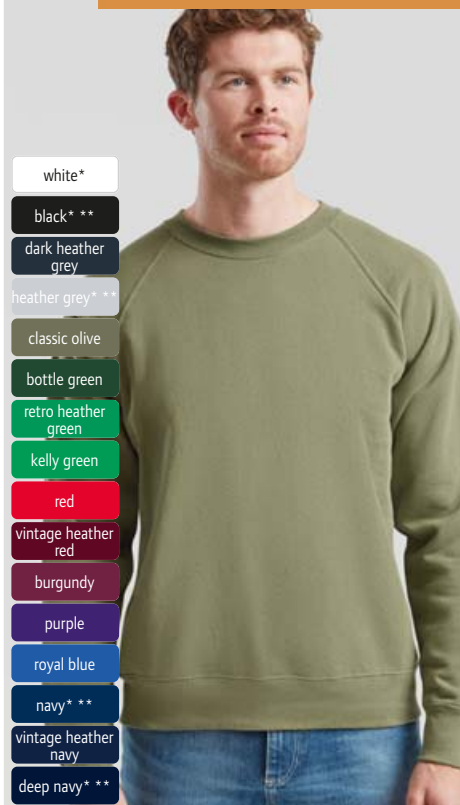 white*
black* **
dark heather
grey
heather grey* **
classic olive
bottle green
retro heather
green
kelly green
red
vintage heather
red
burgundy
purple
royal blue
navy* **
vintage heather
navy
deep navy* **